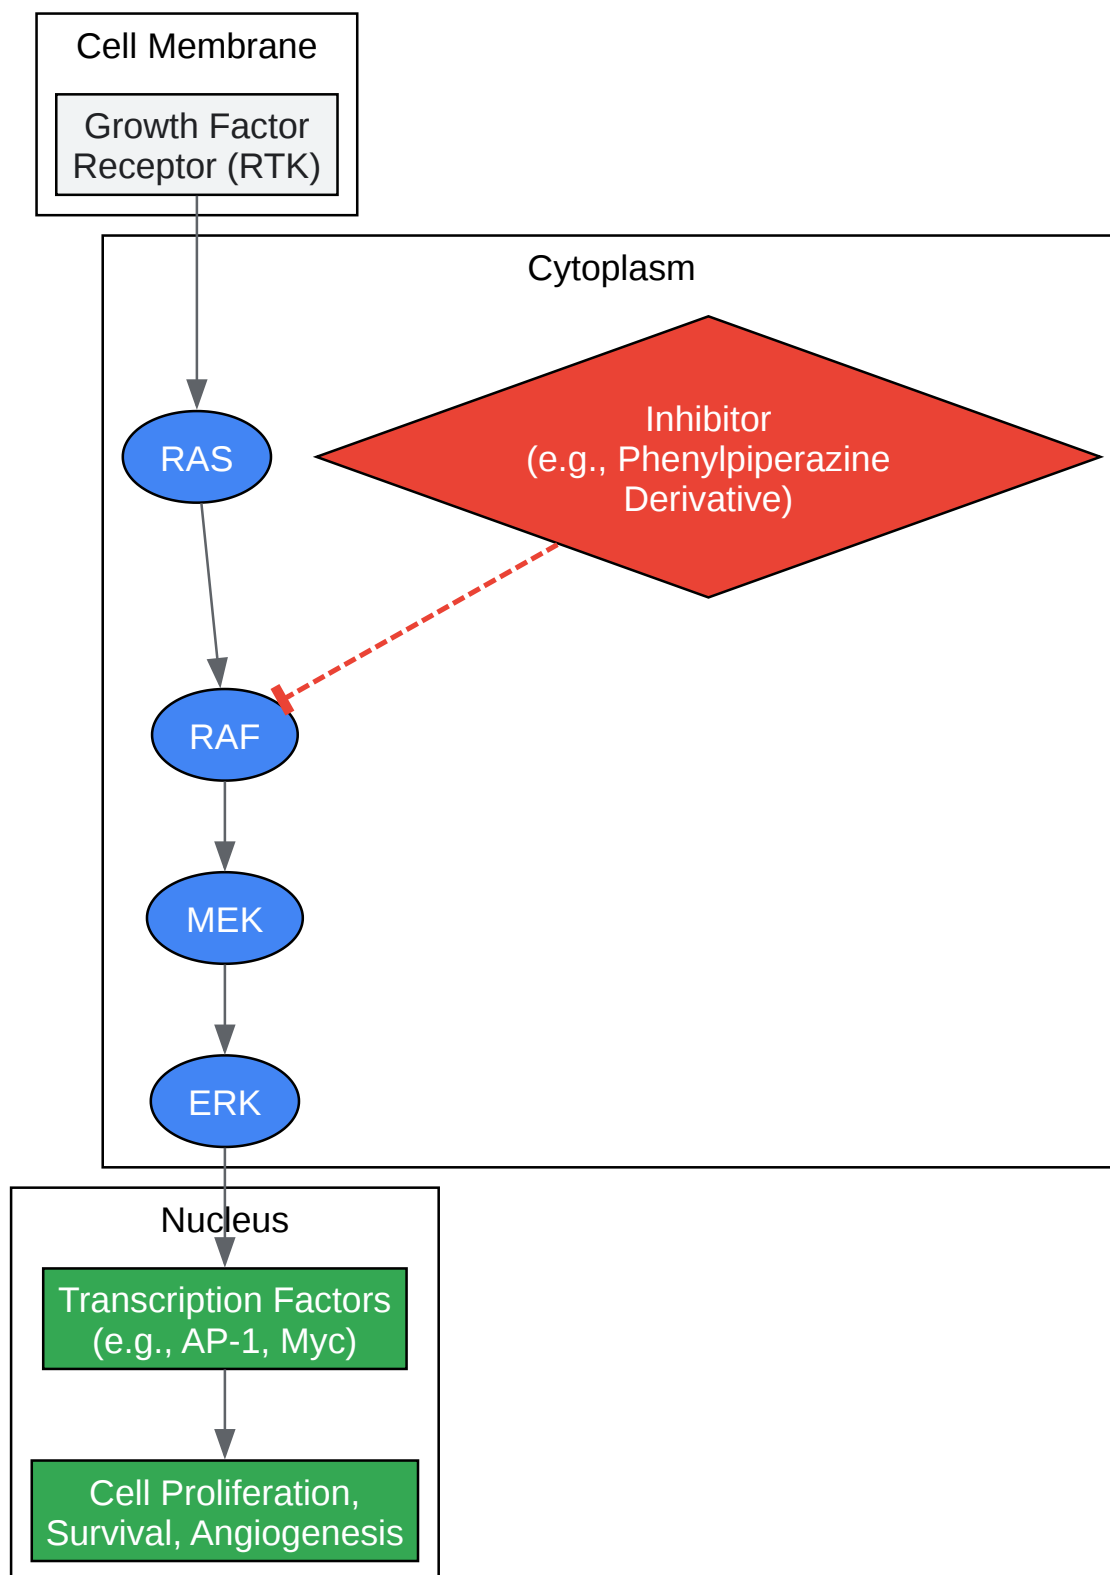 Cell Membrane
Growth Factor
Receptor (RTK)
Cytoplasm
RAS
Inhibitor
(e.g., Phenylpiperazine
Derivative)
RAF
MEK
ERK
Nucleus
Transcription Factors
(e.g., AP-1, Myc)
Cell Proliferation,
Survival, Angiogenesis